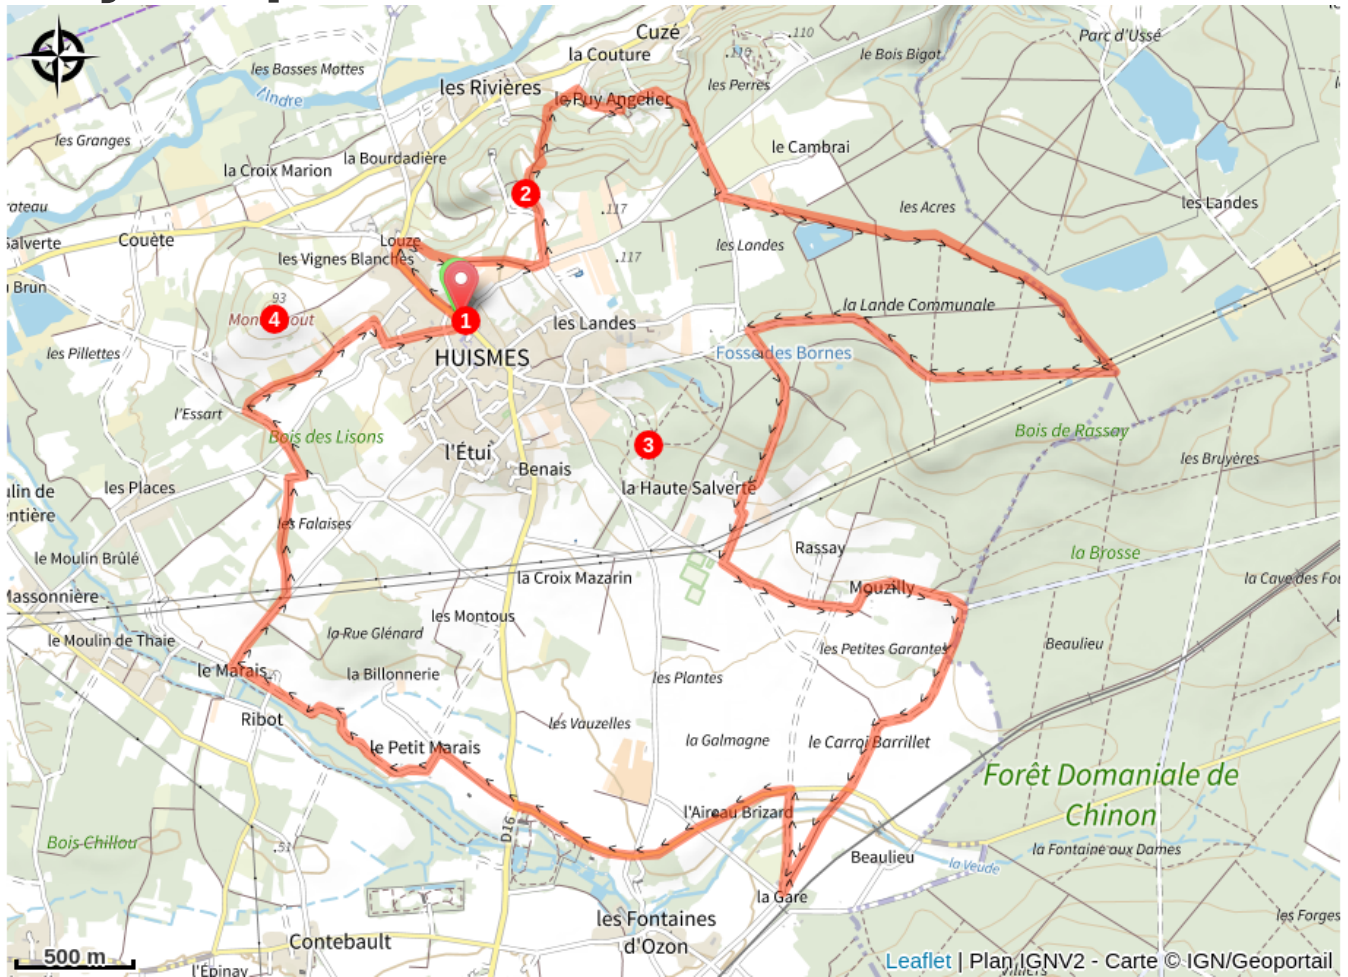 Cuzé
.110
Parc d'Ussé
la Couture
.110
le Bois Bigot
les Basses Mottes
les Perres
les Rivières
Indre
le Puy Angelier
les Granges
la Bourdadière
le Cambrai
la Croix Marion
2
les Landes
.117
les Acres
Couète
Louze
les Landes
.117
les Vignes Blanches
Brun
93
la Lande Communale
4
1
les Landes
les Pillettes
HUISMES
Fosse des Bornes
l'Essart
Bois des Lisons
Bois de Rassay
3
l'Étui
Benais
les Bruyères
les Places
la Haute Salverte
les Falaises
Rassay
le Moulin Brûlé
la Croix Mazarin
la Brosse
Mouzilly
les Montous
la Rue Glénard
le Moulin de Thaie
les Petites Garantes
Beaulieu
le Marais
la Billonnerie
les Plantes
Ribot
les Vauzelles
le Petit Marais
la Galmagne
le Carroi Barrillet
Forêt Domaniale de
Chinon
l'Aireau Brizard
D16
Bois Chillou
.51
Beaulieu
la Fontaine aux Dames
la Veude
la Gare
les Fontaines
d'Ozon
les Forges
Contebault
500 m
l'Épinay
Leaflet | Plan IGNV2 - Carte © IGN/Geoportail